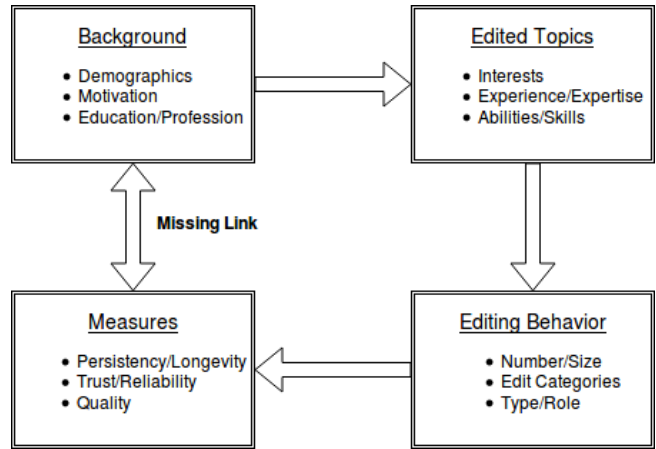 Background
• Demographics
• Motivation
• Education/Profession
Edited Topics
• Interests
• Experience/Expertise
• Abilities/Skills
Missing Link
Measures
• Persistency/Longevity
• Trust/Reliability
• Quality
Editing Behavior
• Number/Size
• Edit Categories
• Type/Role